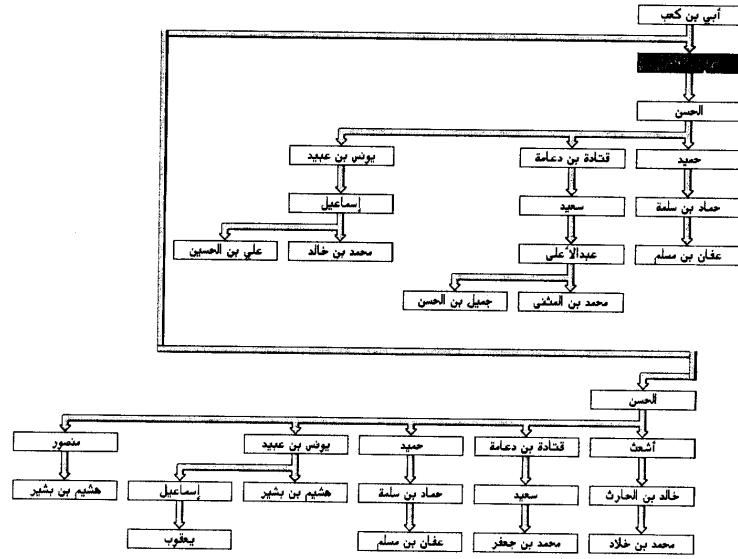 أبي بن كعب
الحسن
حميد
قتادة بن دعامة
يونس بن عبيد
حماد بن سلمة
سعيد
إسماعيل
عفان بن مسلم
عبدالأعلى
محمد بن خالد
علي بن الحسين
محمد بن المثنى
جميل بن الحسن
الحسن
أشعث
قتادة بن دعامة
حميد
يونس بن عبيد
منصور
خالد بن الحارث
سعيد
حماد بن سلمة
هشيم بن بشير
إسماعيل
هشيم بن بشير
محمد بن خلاد
محمد بن جعفر
عفان بن مسلم
يعقوب